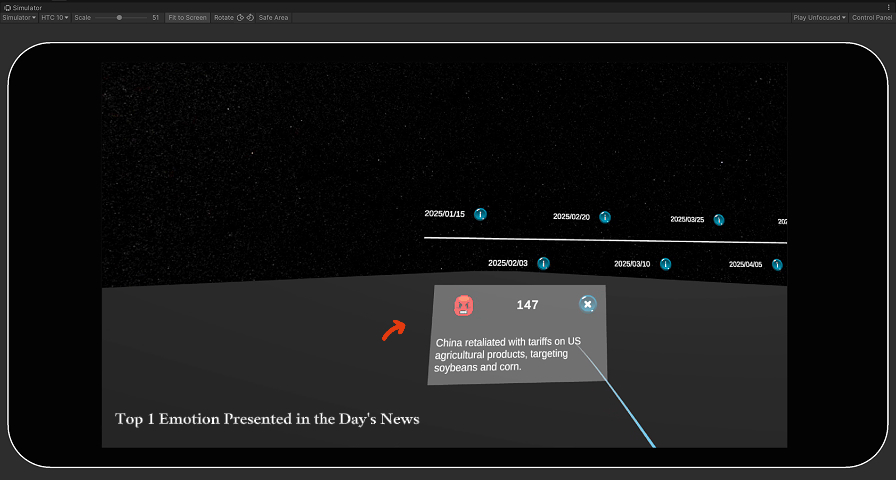 Simulator
Simulator HTC 10 Scale 51 Fit to Screen Rotate Safe Area Play Unfocused Control Panel
2025/01/15 2025/02/20 2025/03/25
2025/02/03 2025/03/10 2025/04/05
147
China retaliated with tariffs on US
agricultural products, targeting
soybeans and corn.
Top 1 Emotion Presented in the Day's News